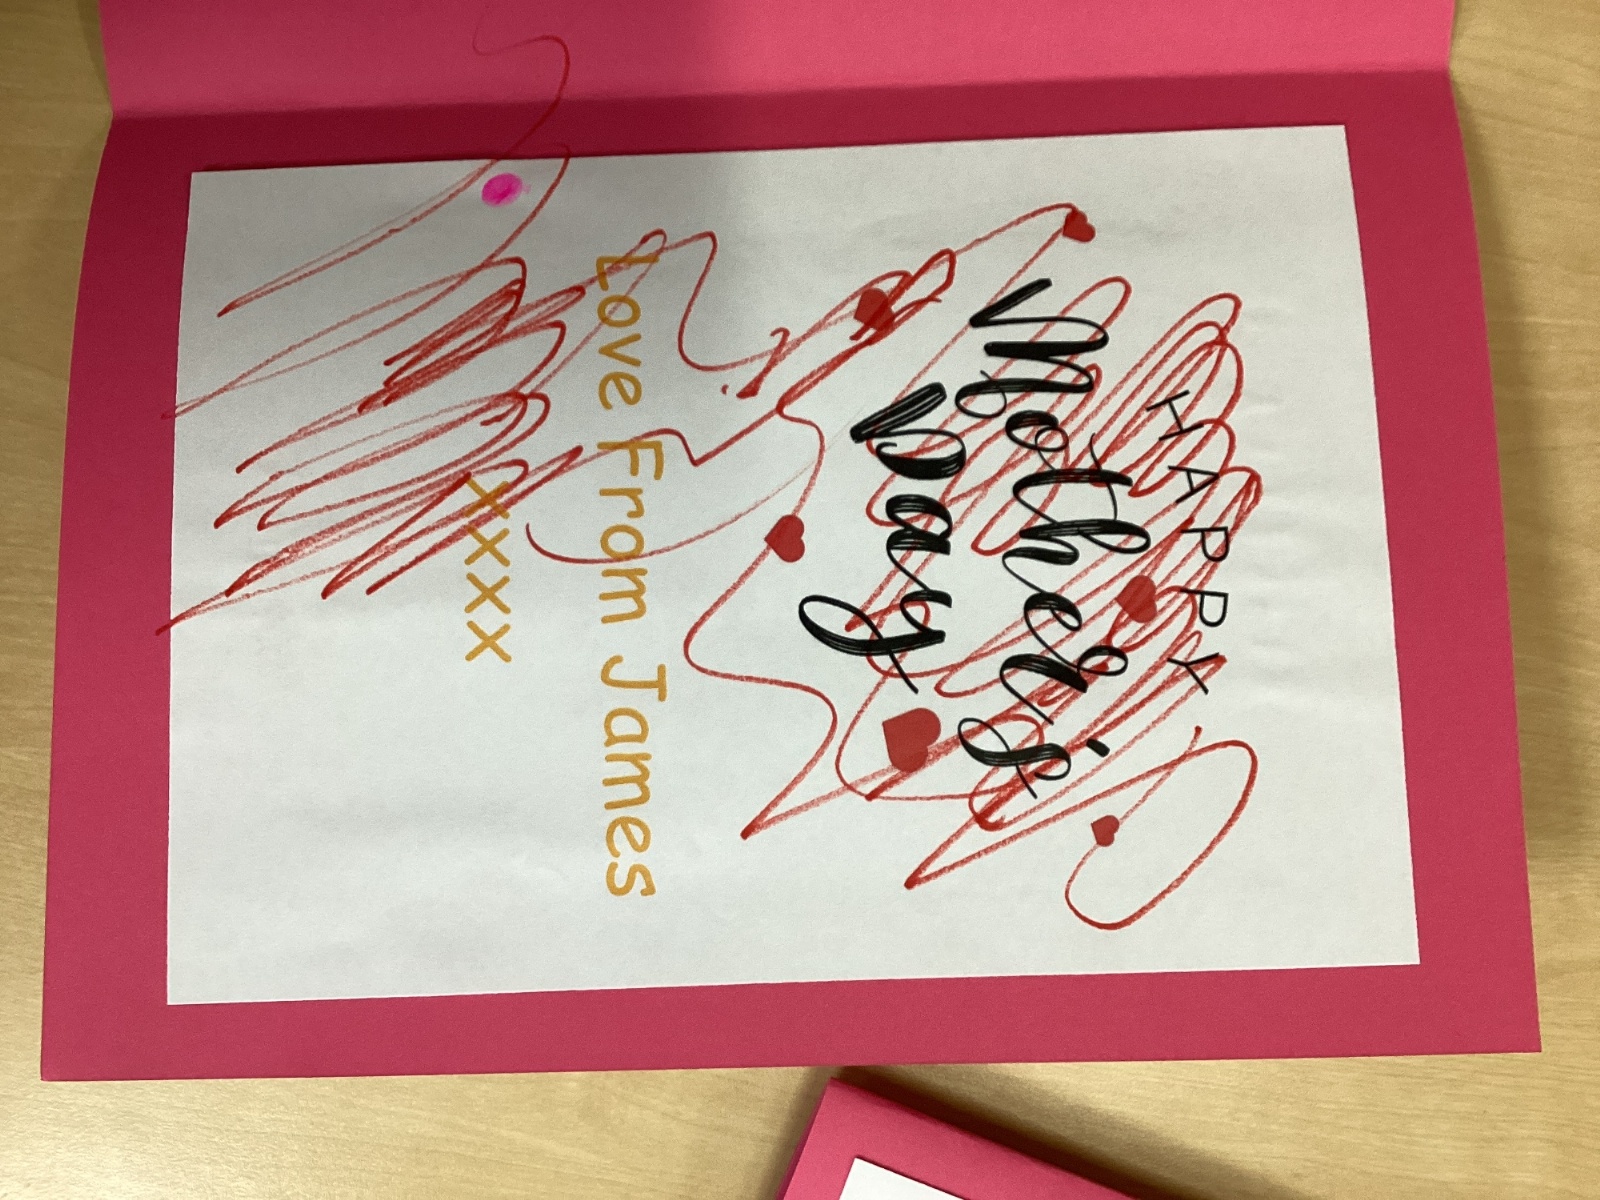 HAPPY
Mother's
Day
Love From James
xxxx